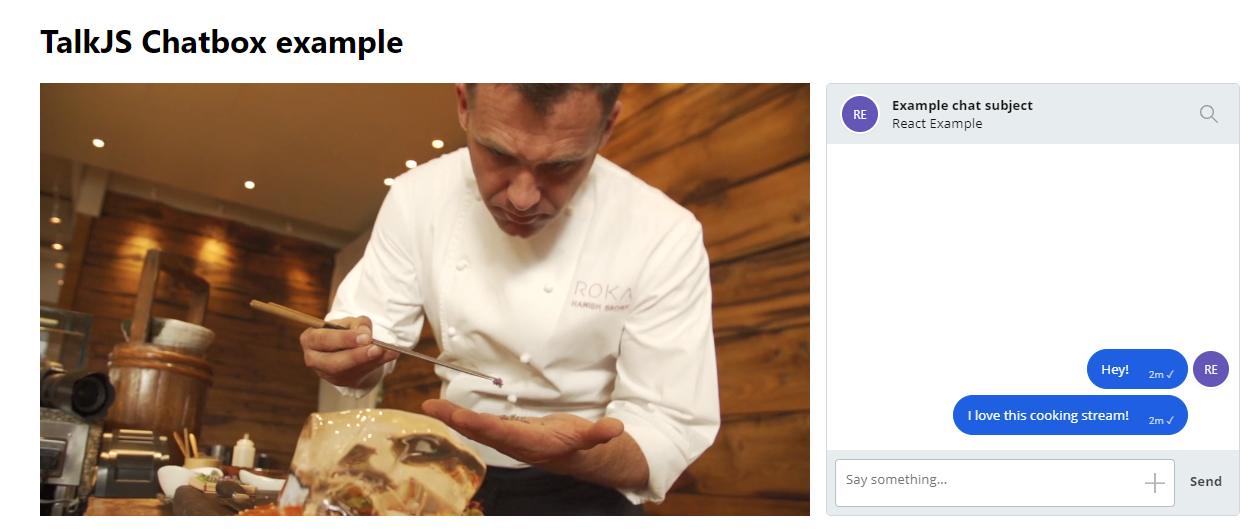 TalkJS Chatbox example
RE
Example chat subject
React Example
ROKA
HAMISH BROWN
Hey!
2m ✓
RE
I love this cooking stream!
2m ✓
Say something...
Send